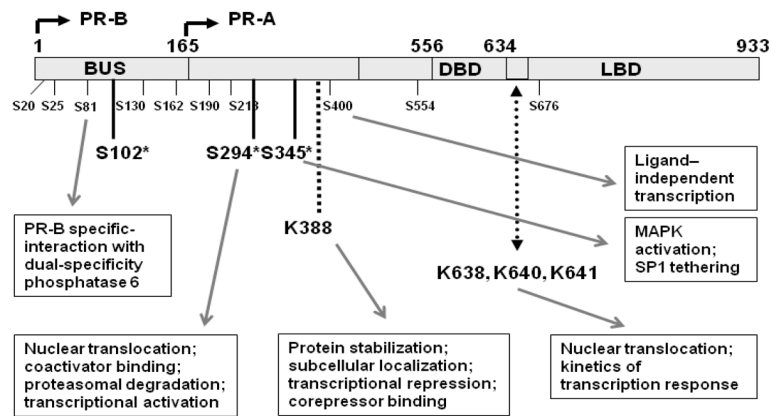 PR-B PR-A
1 165 556 634 933
BUS DBD LBD
S20 S25 S81 S130 S162 S190 S213 S400 S554 S676
S102* S294* S345*
Ligand–
independent
transcription
K388
PR-B specific-
interaction with
dual-specificity
phosphatase 6
MAPK
activation;
SP1 tethering
K638, K640, K641
Nuclear translocation;
coactivator binding;
proteasomal degradation;
transcriptional activation
Protein stabilization;
subcellular localization;
transcriptional repression;
corepressor binding
Nuclear translocation;
kinetics of
transcription response